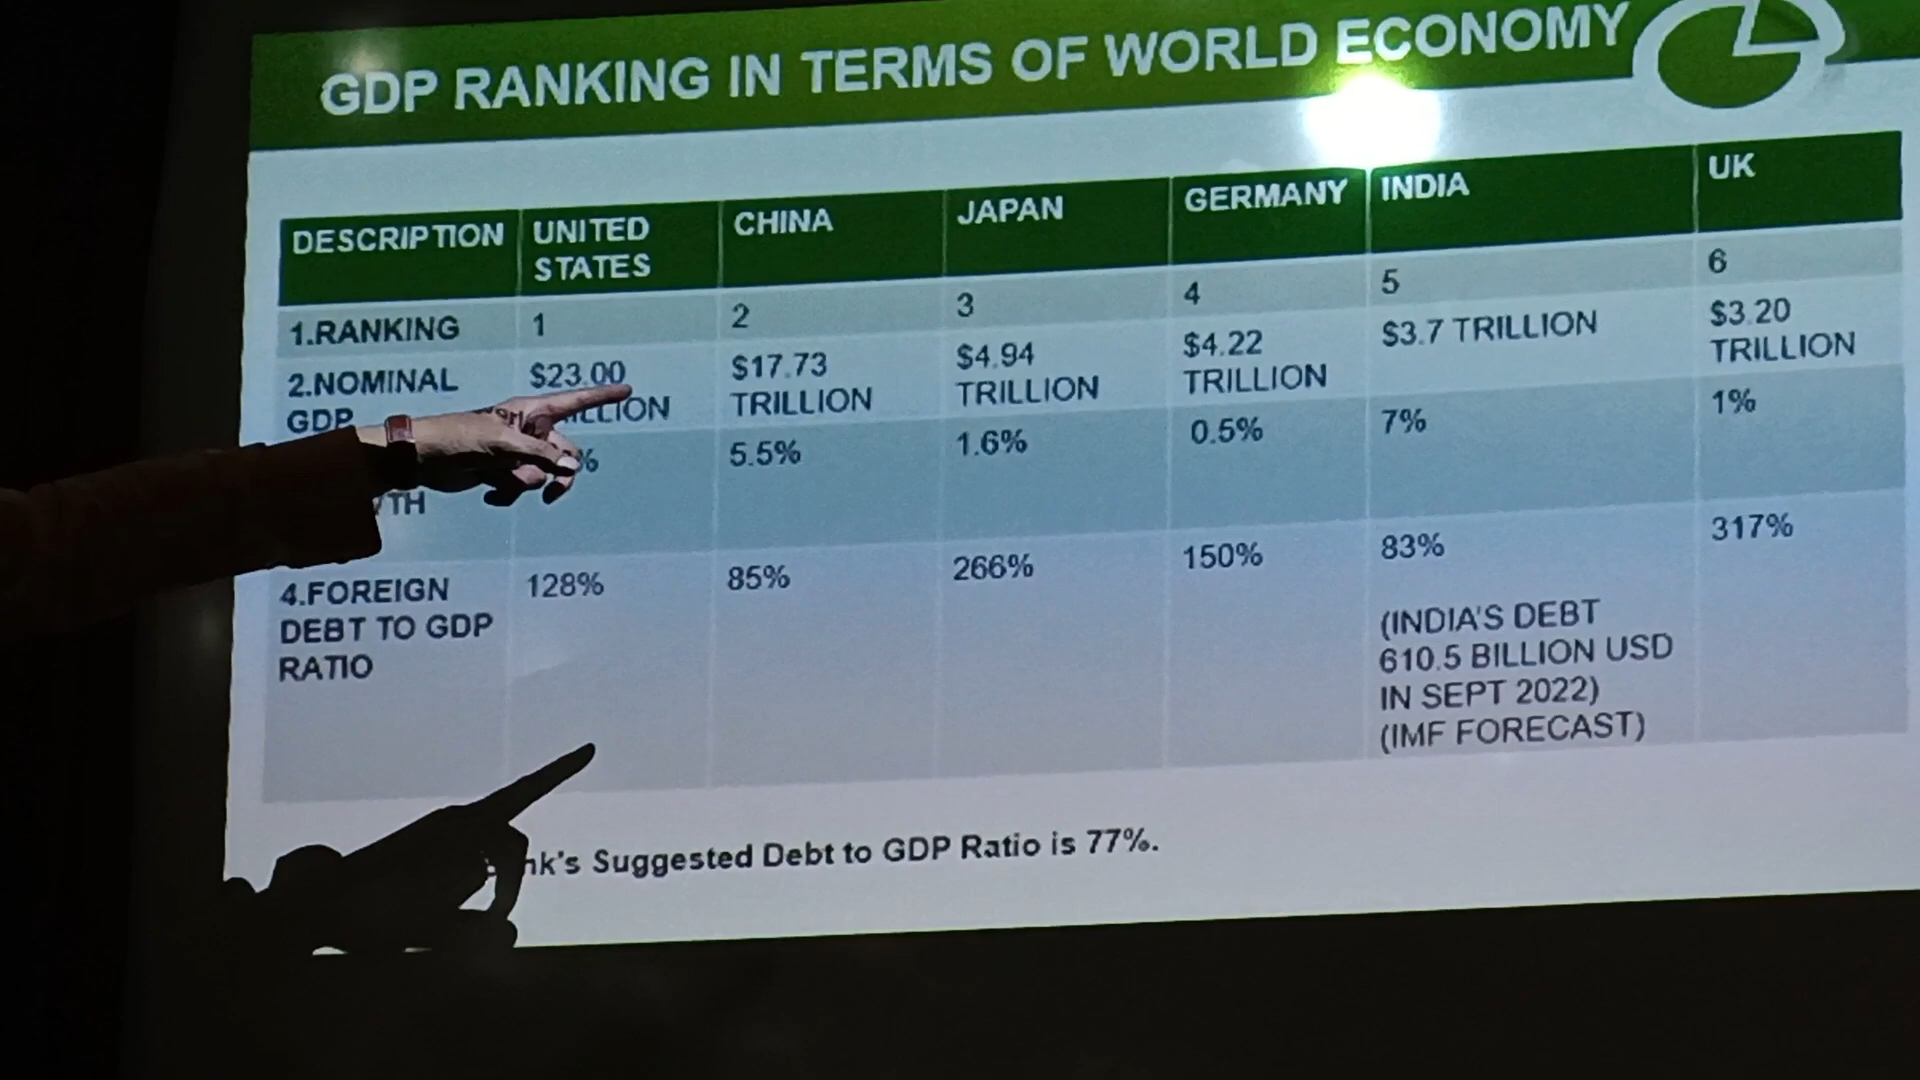 GDP RANKING IN TERMS OF WORLD ECONOMY
DESCRIPTION UNITED STATES CHINA JAPAN GERMANY INDIA UK
1.RANKING 1 2 3 4 5 6
2.NOMINAL GDP $23.00 $17.73 TRILLION $4.94 TRILLION $4.22 TRILLION $3.7 TRILLION $3.20 TRILLION
5.5% 1.6% 0.5% 7% 1%
4.FOREIGN DEBT TO GDP RATIO 128% 85% 266% 150% 83% 317%
(INDIA'S DEBT
610.5 BILLION USD
IN SEPT 2022)
(IMF FORECAST)
Suggested Debt to GDP Ratio is 77%.